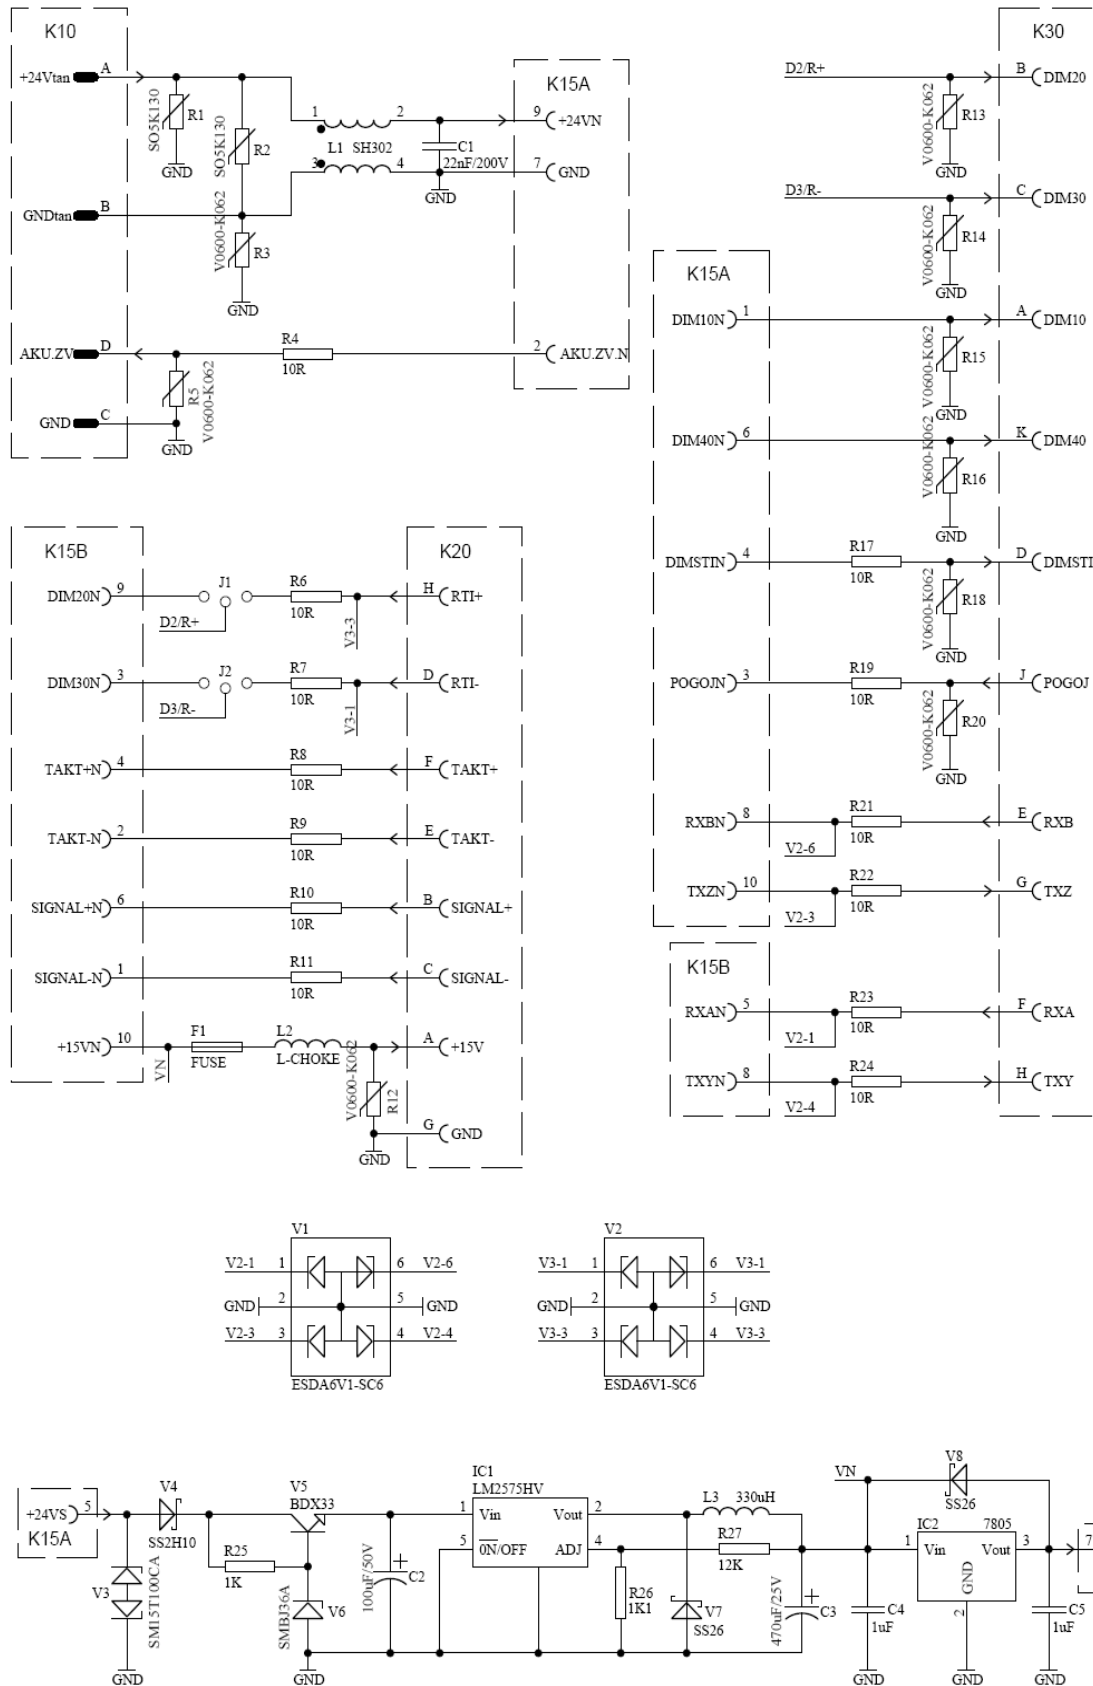 K10
+24Vtan A
SO5K130
R1
GND
SO5K130
R2
1 2
L1 SH302
3 4
C1
22nF/200V
GND
K15A
9 +24VN
7 GND
GNDtan B
V0600-K062
R3
GND
AKU.ZV D
R4
10R
2 AKU.ZV.N
R5
V0600-K062
GND C
GND
K30
D2/R+ B DIM20
V0600-K062
R13
GND
D3/R- C DIM30
V0600-K062
R14
GND
K15A
DIM10N 1 A DIM10
V0600-K062
R15
GND
DIM40N 6 K DIM40
V0600-K062
R16
GND
DIMSTIN 4
R17
10R
D DIMSTI
V0600-K062
R18
GND
POGOJN 3
R19
10R
J POGOJ
V0600-K062
R20
GND
RXBN 8
R21
10R
E RXB
V2-6
TXZN 10
R22
10R
G TXZ
V2-3
K15B
RXAN 5
R23
10R
F RXA
V2-1
TXYN 8
R24
10R
H TXY
V2-4
K15B
K20
DIM20N 9
J1
D2/R+
R6
10R
V3-3
H RTI+
DIM30N 3
J2
D3/R-
R7
10R
V3-1
D RTI-
TAKT+N 4
R8
10R
F TAKT+
TAKT-N 2
R9
10R
E TAKT-
SIGNAL+N 6
R10
10R
B SIGNAL+
SIGNAL-N 1
R11
10R
C SIGNAL-
+15VN 10
VN
F1
FUSE
L2
L-CHOKE
A +15V
V0600-K062
R12
G GND
GND
V1
V2-1 1 6 V2-6
GND 2 5 GND
V2-3 3 4 V2-4
ESDA6V1-SC6
V2
V3-1 1 6 V3-1
GND 2 5 GND
V3-3 3 4 V3-3
ESDA6V1-SC6
+24VS 5
K15A
V4
SS2H10
V3
SM15T100CA
GND
R25
1K
V5
BDX33
SMBJ36A
V6
GND
100uF/50V
C2
IC1
LM2575HV
1 Vin Vout 2
5 ON/OFF ADJ 4
R26
1K1
L3 330uH
R27
12K
V7
SS26
470uF/25V
C3
VN
V8
SS26
C4
1uF
GND
IC2 7805
1 Vin Vout 3
GND
2
GND
C5
1uF
GND
7